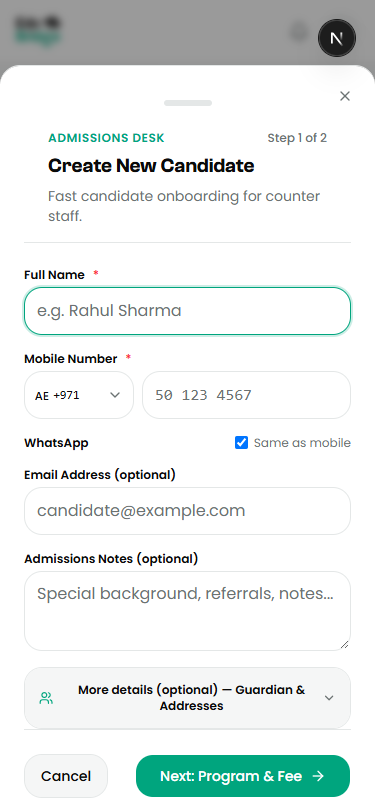 N
ADMISSIONS DESK
Step 1 of 2
Create New Candidate
Fast candidate onboarding for counter
staff.
Full Name *
e.g. Rahul Sharma
Mobile Number *
AE +971
50 123 4567
WhatsApp
Same as mobile
Email Address (optional)
candidate@example.com
Admissions Notes (optional)
Special background, referrals, notes...
More details (optional) — Guardian &
Addresses
Cancel
Next: Program & Fee →